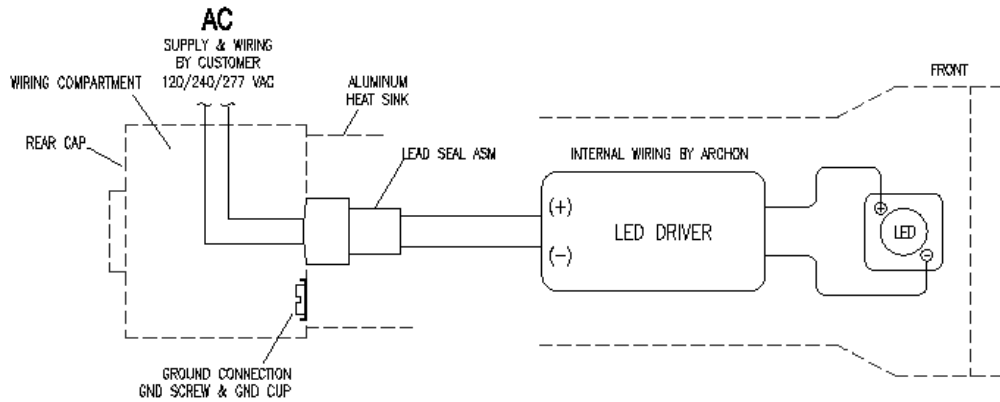 AC
SUPPLY & WIRING
BY CUSTOMER
120/240/277 VAC
WIRING COMPARTMENT
REAR CAP
ALUMINUM
HEAT SINK
LEAD SEAL ASM
INTERNAL WIRING BY ARCHON
FRONT
(+)
(-)
LED DRIVER
+
LED
-
GROUND CONNECTION
GND SCREW & GND CUP